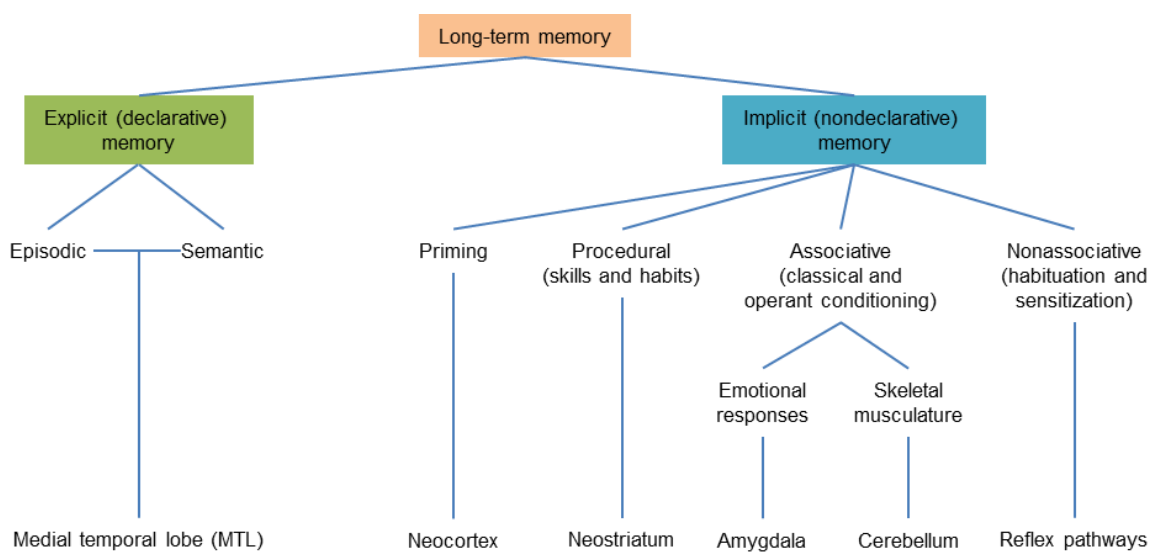 Long-term memory
Explicit (declarative)
memory
Implicit (nondeclarative)
memory
Episodic
Semantic
Priming
Procedural
(skills and habits)
Associative
(classical and
operant conditioning)
Nonassociative
(habituation and
sensitization)
Emotional
responses
Skeletal
musculature
Medial temporal lobe (MTL)
Neocortex
Neostriatum
Amygdala
Cerebellum
Reflex pathways